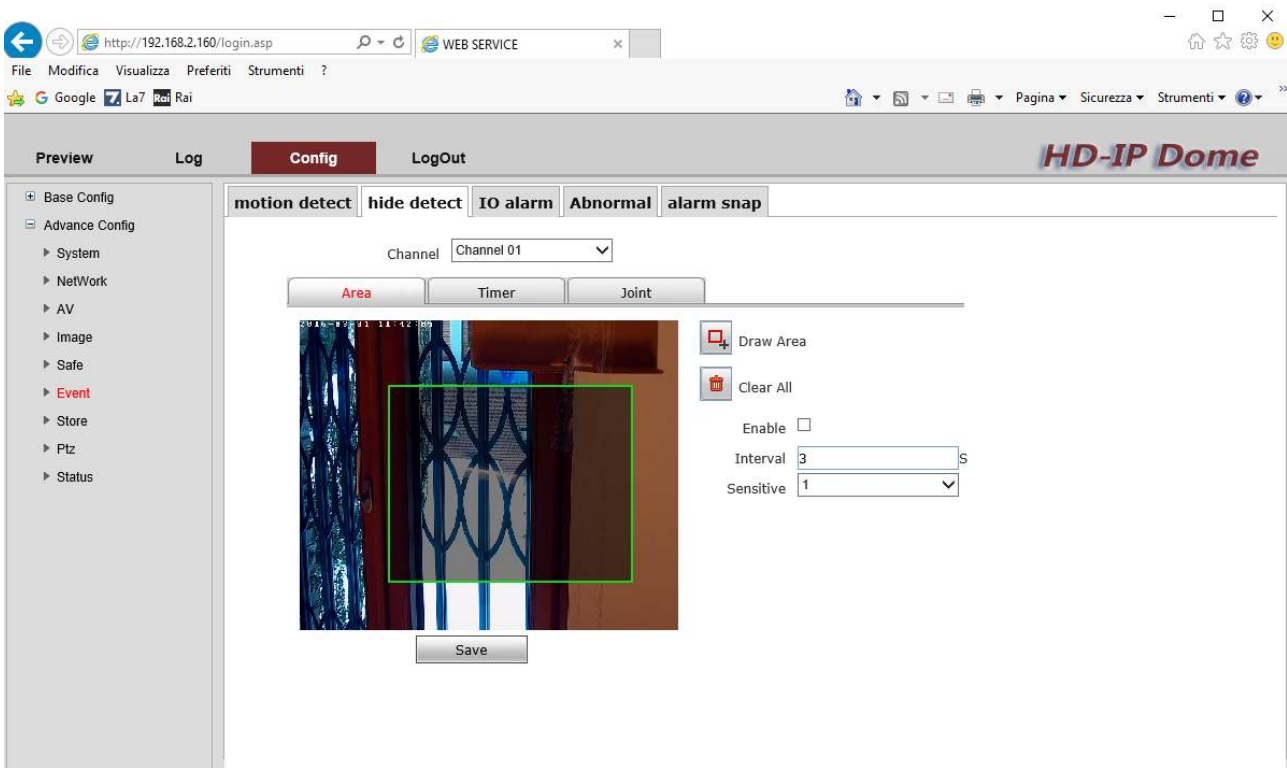 http://192.168.2.160/login.asp
WEB SERVICE
File Modifica Visualizza Preferiti Strumenti ?
Google 7 La7 Rai Rai
Pagina Sicurezza Strumenti
Preview Log Config LogOut
HD-IP Dome
Base Config
Advance Config
System
NetWork
AV
Image
Safe
Event
Store
Ptz
Status
motion detect hide detect IO alarm Abnormal alarm snap
Channel Channel 01
Area Timer Joint
Draw Area
Clear All
Enable
Interval 3 S
Sensitive 1
Save